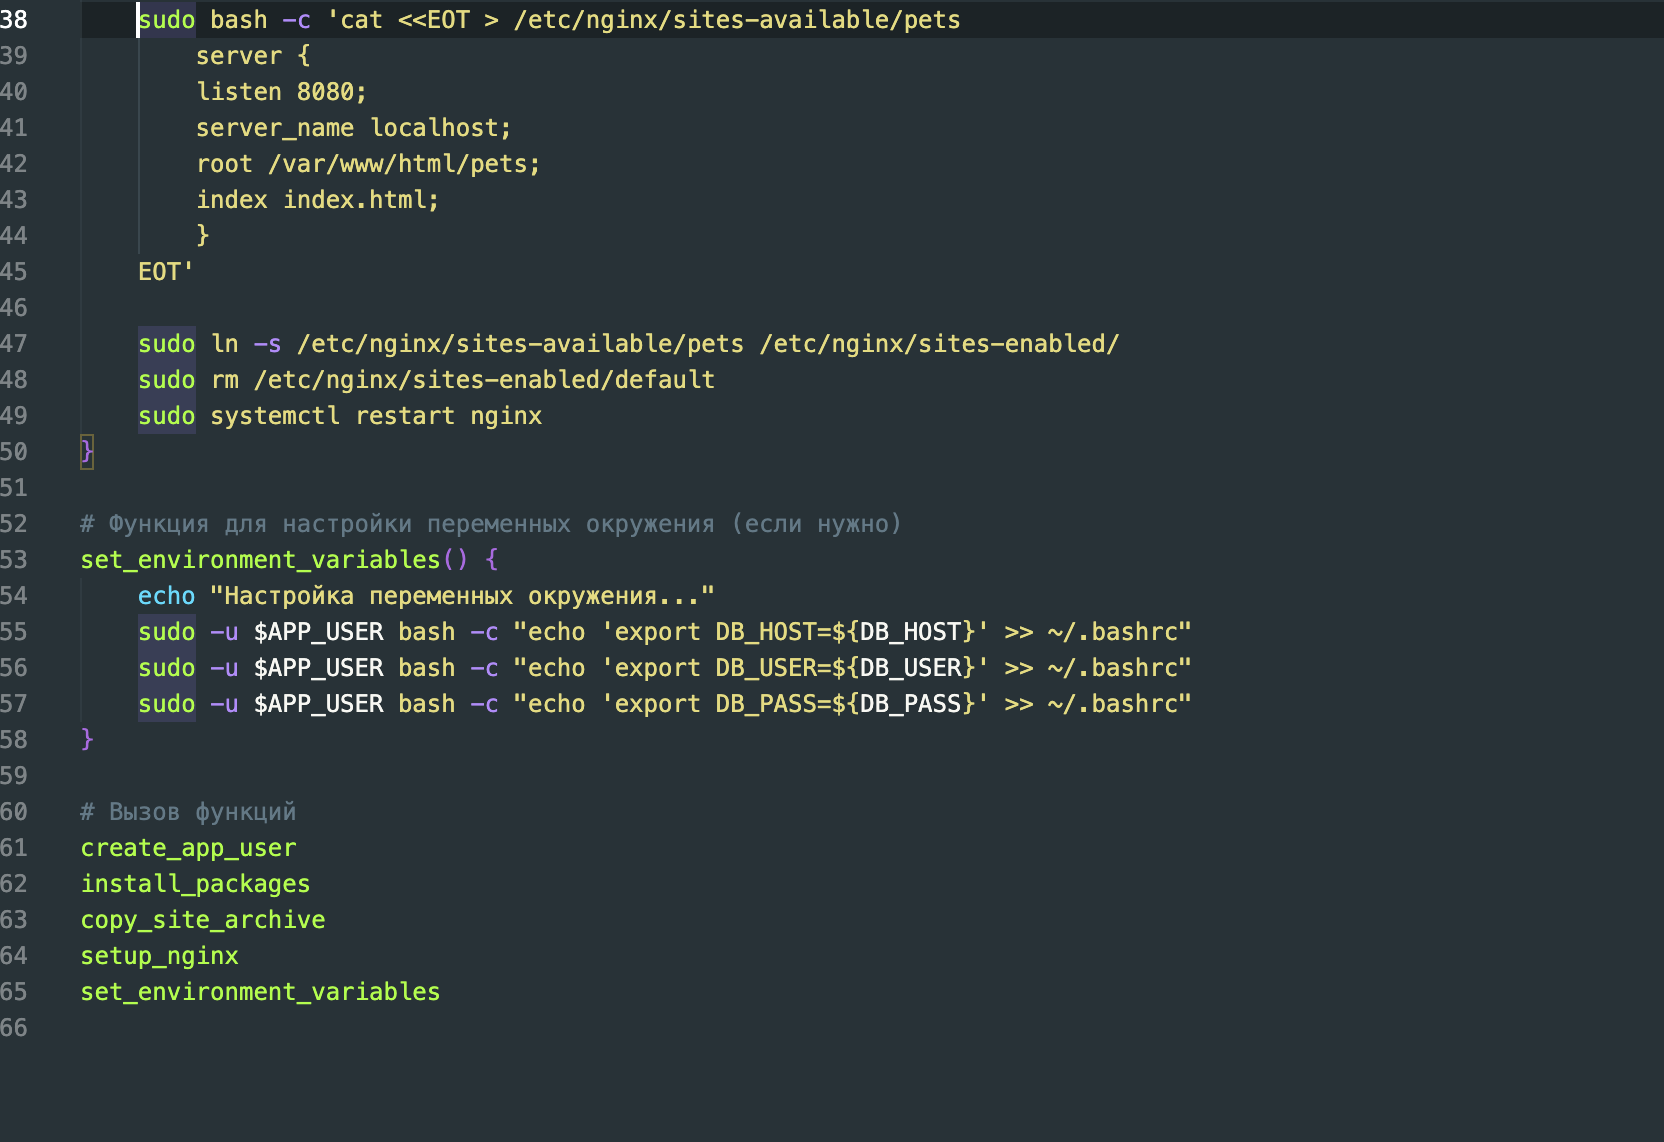 38 sudo bash -c 'cat <<EOT > /etc/nginx/sites-available/pets
39 server {
40 listen 8080;
41 server_name localhost;
42 root /var/www/html/pets;
43 index index.html;
44 }
45 EOT'
46
47 sudo ln -s /etc/nginx/sites-available/pets /etc/nginx/sites-enabled/
48 sudo rm /etc/nginx/sites-enabled/default
49 sudo systemctl restart nginx
50 }
51
52 # Функция для настройки переменных окружения (если нужно)
53 set_environment_variables() {
54 echo "Настройка переменных окружения..."
55 sudo -u $APP_USER bash -c "echo 'export DB_HOST=${DB_HOST}' >> ~/.bashrc"
56 sudo -u $APP_USER bash -c "echo 'export DB_USER=${DB_USER}' >> ~/.bashrc"
57 sudo -u $APP_USER bash -c "echo 'export DB_PASS=${DB_PASS}' >> ~/.bashrc"
58 }
59
60 # Вызов функций
61 create_app_user
62 install_packages
63 copy_site_archive
64 setup_nginx
65 set_environment_variables
66